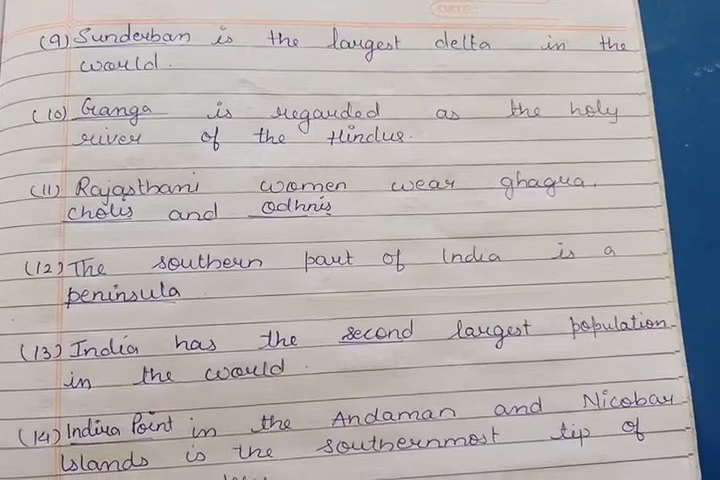 DATE:
(9) Sunderban is the largest delta in the
world.
(10) Ganga is regarded as the holy
river of the Hindus.
(11) Rajasthani women wear ghagra,
cholis and odhnis
(12) The southern part of India is a
peninsula
(13) India has the second largest population
in the world.
(14) Indira Point in the Andaman and Nicobar
Islands is the southernmost tip of